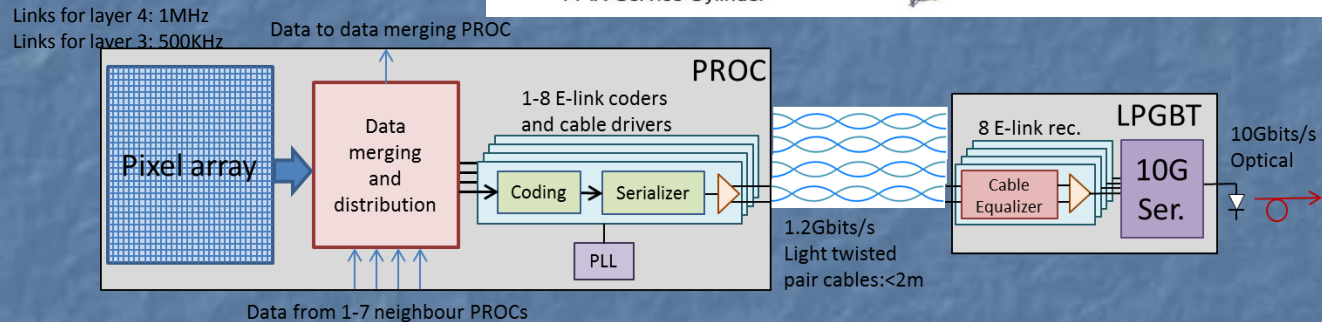 Links for layer 4: 1MHz
Links for layer 3: 500KHz
Data to data merging PROC
PROC
Pixel array
Data
merging
and
distribution
1-8 E-link coders
and cable drivers
Coding
Serializer
PLL
Data from 1-7 neighbour PROCs
1.2Gbits/s
Light twisted
pair cables:<2m
LPGBT
8 E-link rec.
Cable
Equalizer
10G
Ser.
10Gbits/s
Optical